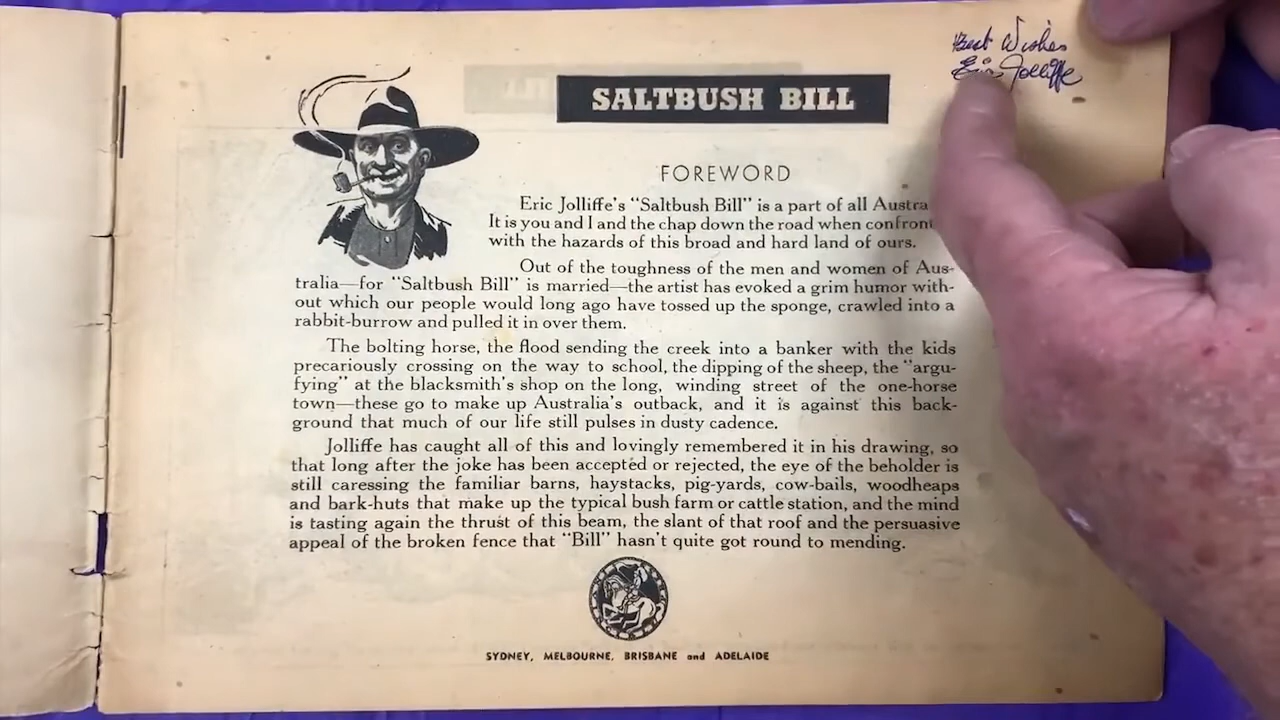 Best Wishes
Eric Jolliffe
SALTBUSH BILL
FOREWORD
Eric Jolliffe's "Saltbush Bill" is a part of all Austra
It is you and I and the chap down the road when confront
with the hazards of this broad and hard land of ours.
Out of the toughness of the men and women of Aus-
tralia—for "Saltbush Bill" is married—the artist has evoked a grim humor with-
out which our people would long ago have tossed up the sponge, crawled into a
rabbit-burrow and pulled it in over them.
The bolting horse, the flood sending the creek into a banker with the kids
precariously crossing on the way to school, the dipping of the sheep, the "argu-
fying" at the blacksmith's shop on the long, winding street of the one-horse
town—these go to make up Australia's outback, and it is against this back-
ground that much of our life still pulses in dusty cadence.
Jolliffe has caught all of this and lovingly remembered it in his drawing, so
that long after the joke has been accepted or rejected, the eye of the beholder is
still caressing the familiar barns, haystacks, pig-yards, cow-bails, woodheaps
and bark-huts that make up the typical bush farm or cattle station, and the mind
is tasting again the thrust of this beam, the slant of that roof and the persuasive
appeal of the broken fence that "Bill" hasn't quite got round to mending.
SYDNEY, MELBOURNE, BRISBANE and ADELAIDE